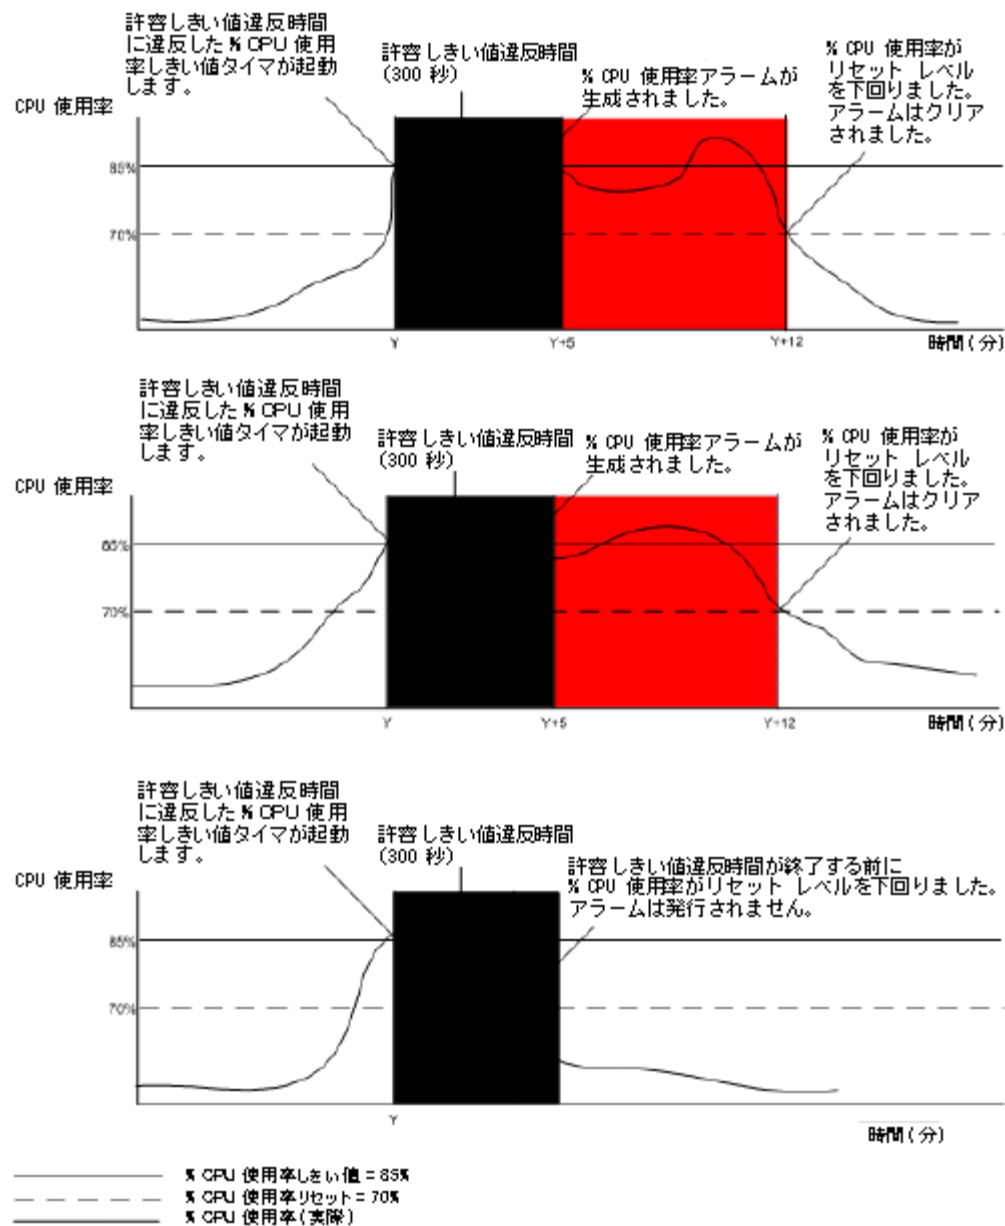 許容しきい値違反時間
に違反した % CPU 使用
率しきい値タイマが起動
します。
許容しきい値違反時間
(300 秒)
% CPU 使用率アラームが
生成されました。
% CPU 使用率が
リセット レベル
を下回りました。
アラームはクリア
されました。
CPU 使用率
85%
70%
Y
Y+5
Y+12
時間(分)
許容しきい値違反時間
に違反した % CPU 使用
率しきい値タイマが起動
します。
許容しきい値違反時間
(300 秒)
% CPU 使用率アラームが
生成されました。
% CPU 使用率が
リセット レベル
を下回りました。
アラームはクリア
されました。
CPU 使用率
85%
70%
Y
Y+5
Y+12
時間(分)
許容しきい値違反時間
に違反した % CPU 使用
率しきい値タイマが起動
します。
許容しきい値違反時間
(300 秒)
許容しきい値違反時間が終了する前に
% CPU 使用率がリセット レベルを下回りました。
アラームは発行されません。
CPU 使用率
85%
70%
Y
時間(分)
% CPU 使用率しきい値 = 85%
% CPU 使用率リセット = 70%
% CPU 使用率(実際)